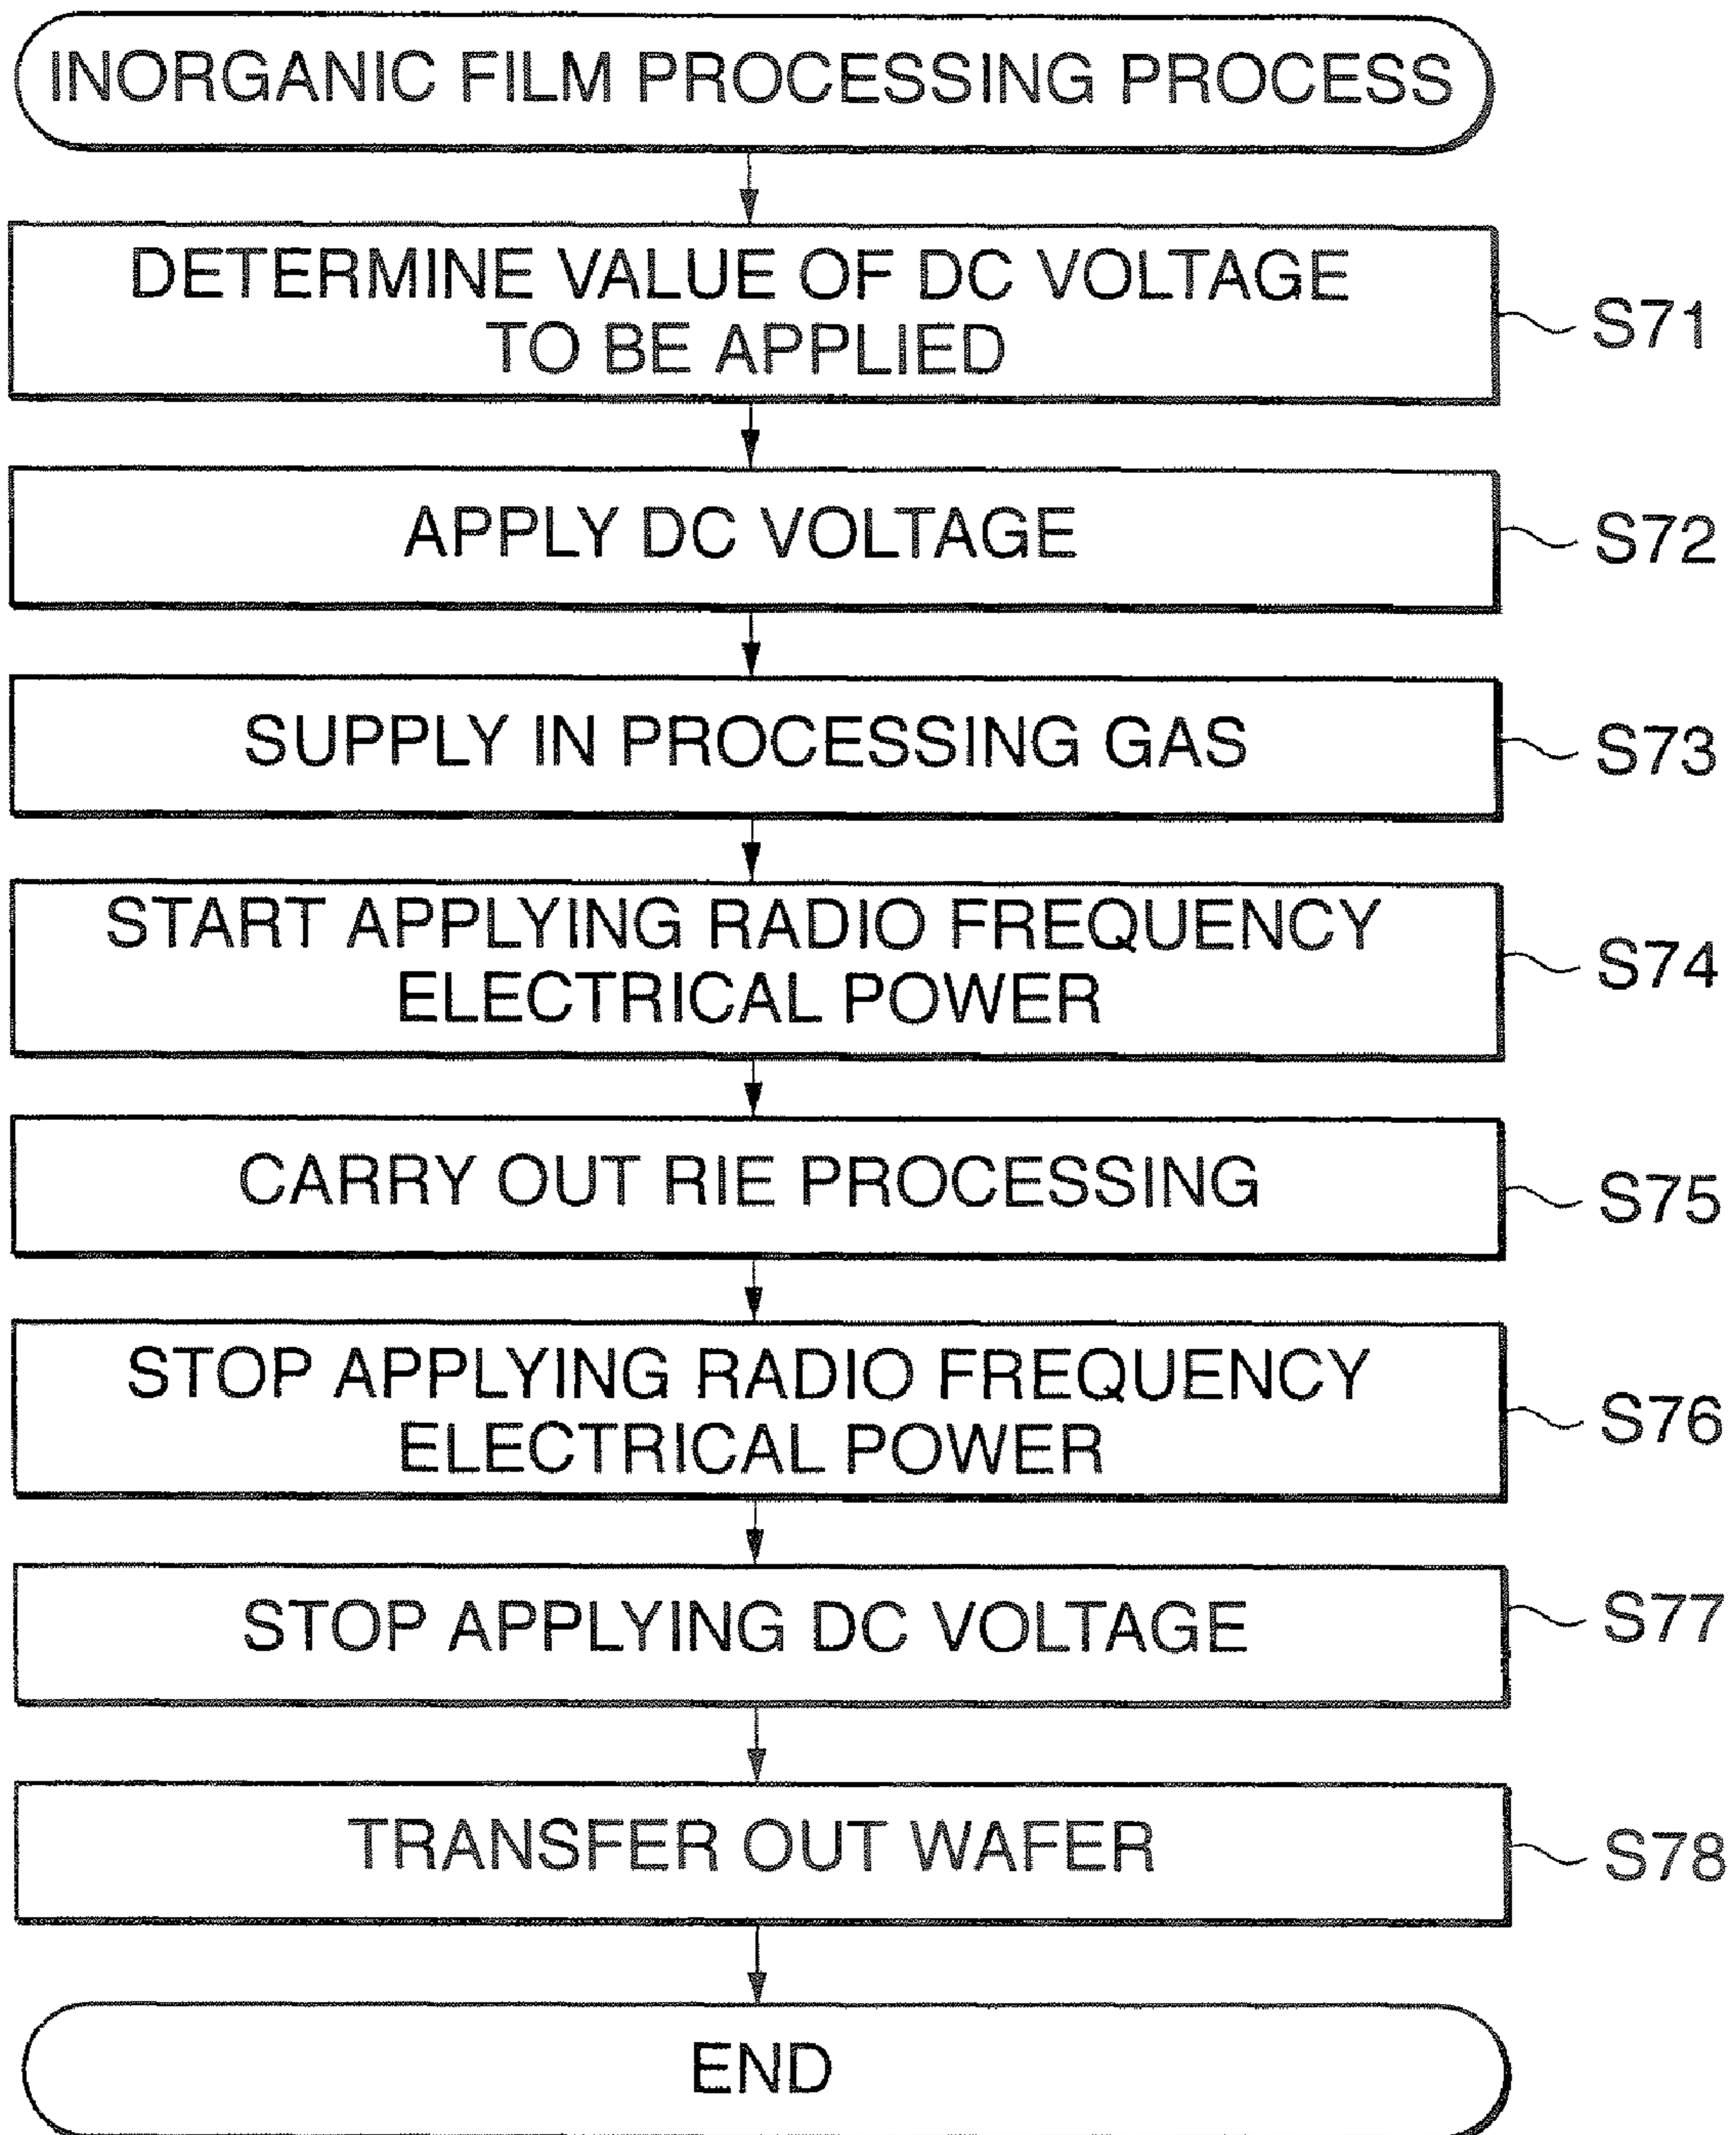 INORGANIC FILM PROCESSING PROCESS
DETERMINE VALUE OF DC VOLTAGE
TO BE APPLIED
S71
APPLY DC VOLTAGE
S72
SUPPLY IN PROCESSING GAS
S73
START APPLYING RADIO FREQUENCY
ELECTRICAL POWER
S74
CARRY OUT RIE PROCESSING
S75
STOP APPLYING RADIO FREQUENCY
ELECTRICAL POWER
S76
STOP APPLYING DC VOLTAGE
S77
TRANSFER OUT WAFER
S78
END